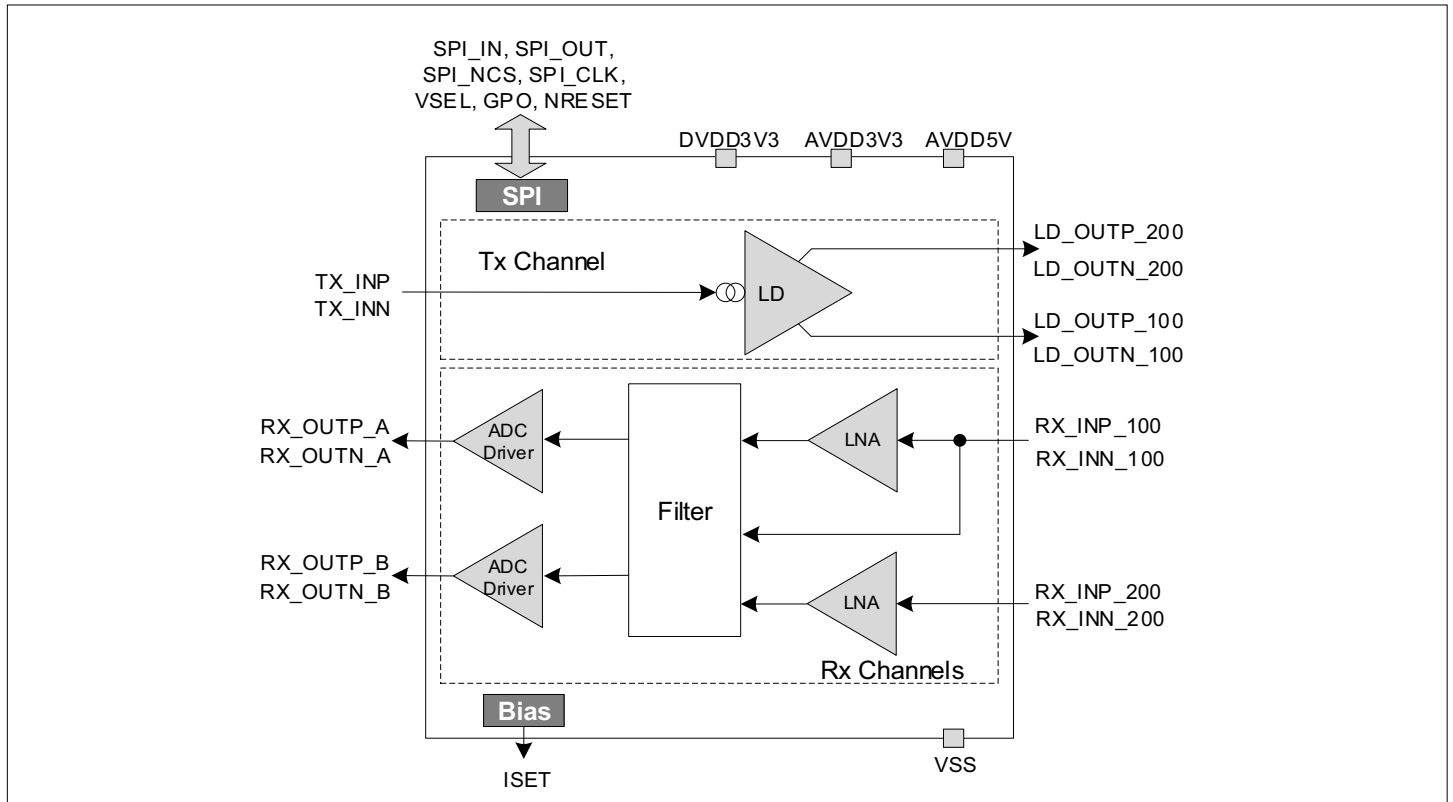 SPI_IN, SPI_OUT,
SPI_NCS, SPI_CLK,
VSEL, GPO, NRESET
DVDD3V3
AVDD3V3
AVDD5V
SPI
Tx Channel
TX_INP
TX_INN
LD
LD_OUTP_200
LD_OUTN_200
LD_OUTP_100
LD_OUTN_100
RX_OUTP_A
RX_OUTN_A
ADC
Driver
LNA
RX_INP_100
RX_INN_100
Filter
RX_OUTP_B
RX_OUTN_B
ADC
Driver
LNA
RX_INP_200
RX_INN_200
Rx Channels
Bias
ISET
VSS